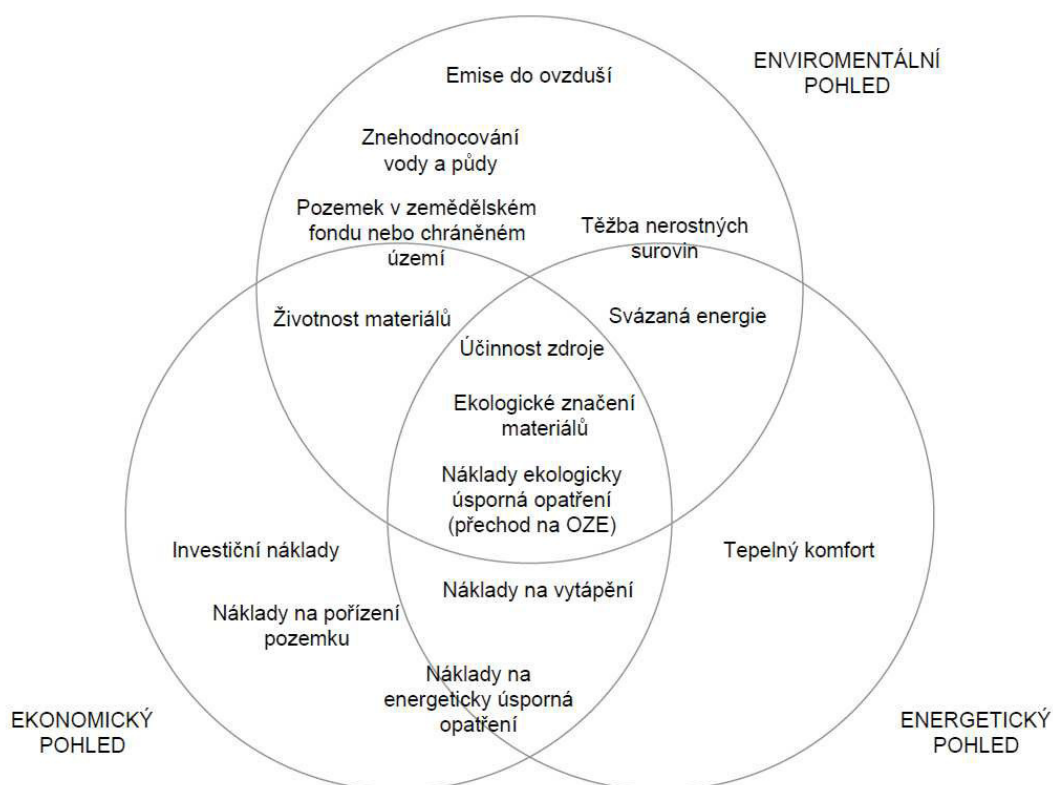 Emise do ovzduší
ENVIROMENTÁLNÍ
POHLED
Znehodnocování
vody a půdy
Pozemek v zemědělském
fondu nebo chráněném
území
Těžba nerostných
surovin
Životnost materiálů
Svázaná energie
Účinnost zdroje
Ekologické značení
materiálů
Náklady ekologicky
úsporná opatření
(přechod na OZE)
Investiční náklady
Tepelný komfort
Náklady na vytápění
Náklady na pořízení
pozemku
Náklady na
energeticky úsporná
opatření
EKONOMICKÝ
POHLED
ENERGETICKÝ
POHLED